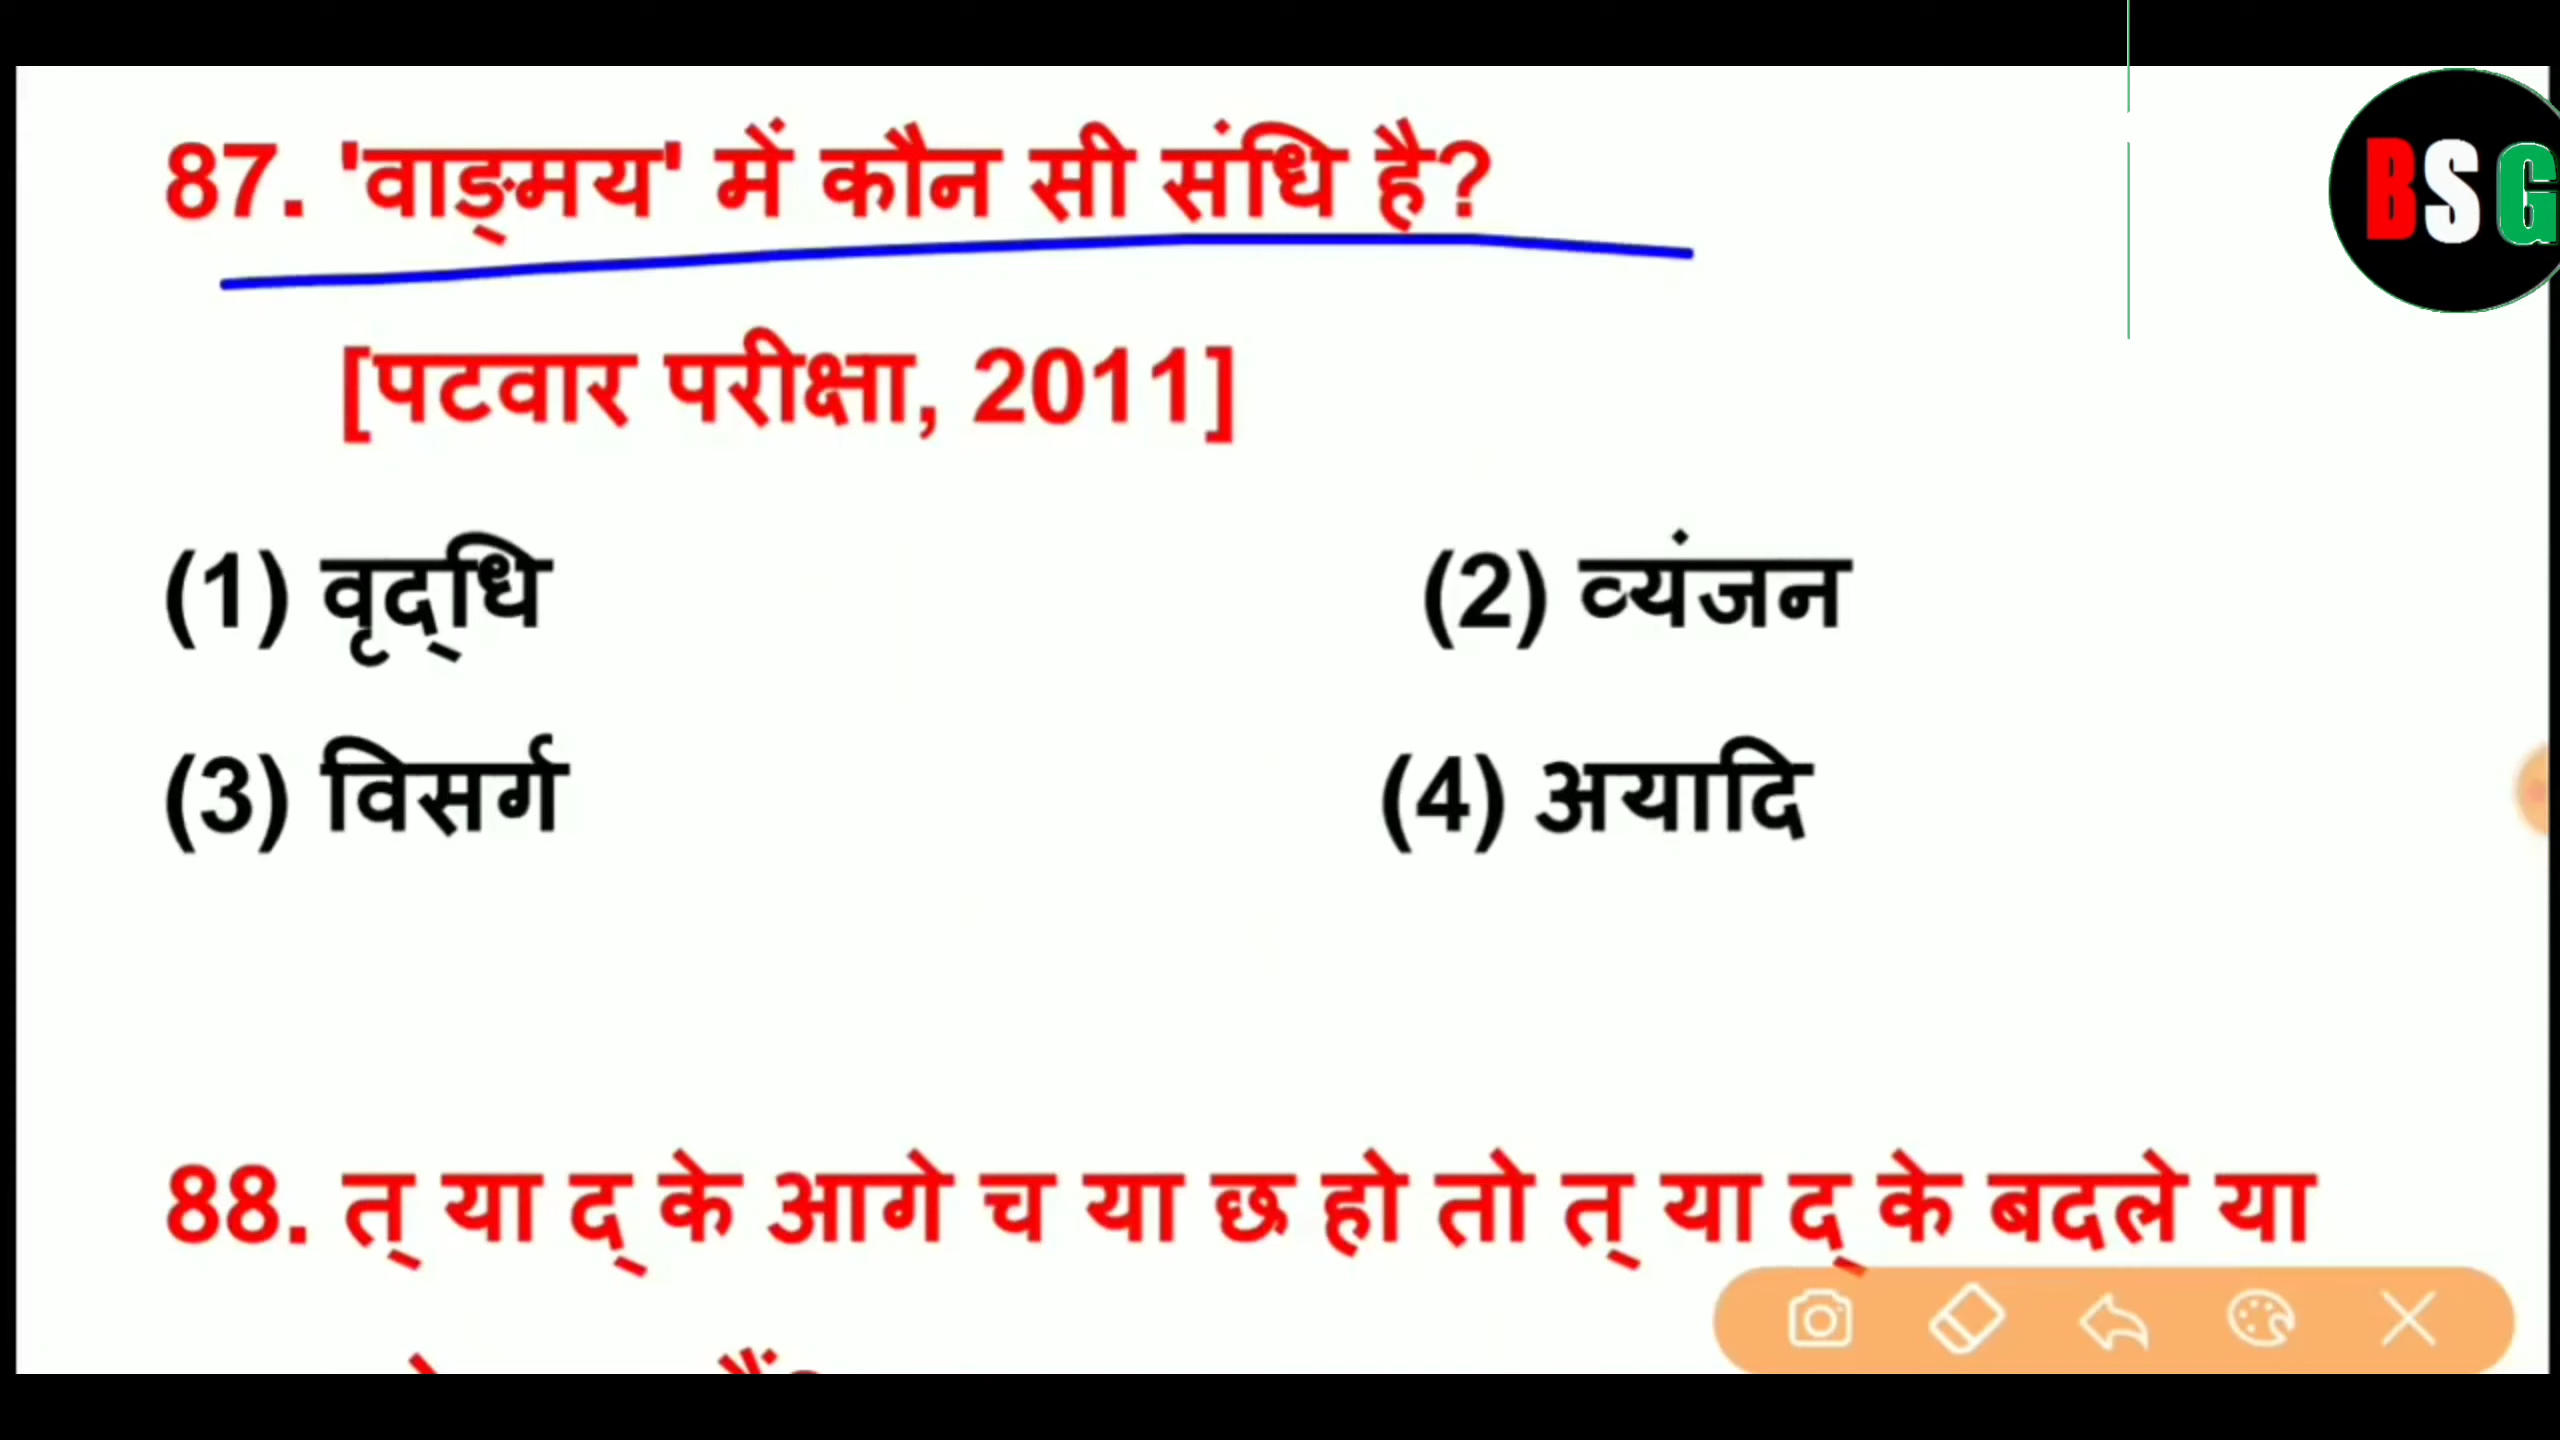 BSG
87. 'वाङ्मय' में कौन सी संधि है?
[पटवार परीक्षा, 2011]
(1) वृद्‌धि (2) व्यंजन
(3) विसर्ग (4) अयादि
88. त् या द् के आगे च या छ हो तो त् या द् के बदले या